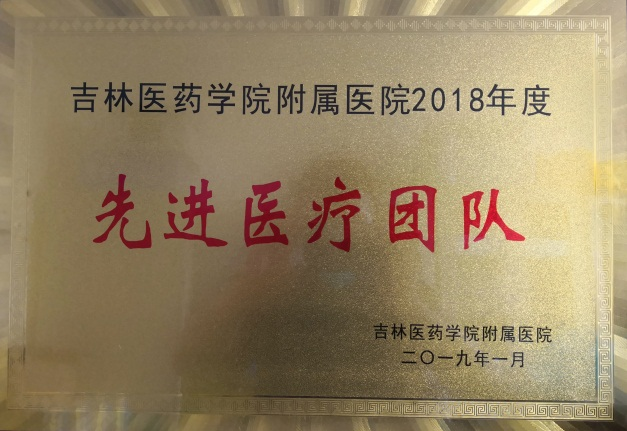 吉林医药学院附属医院2018年度
先进医疗团队
吉林医药学院附属医院
二〇一九年一月